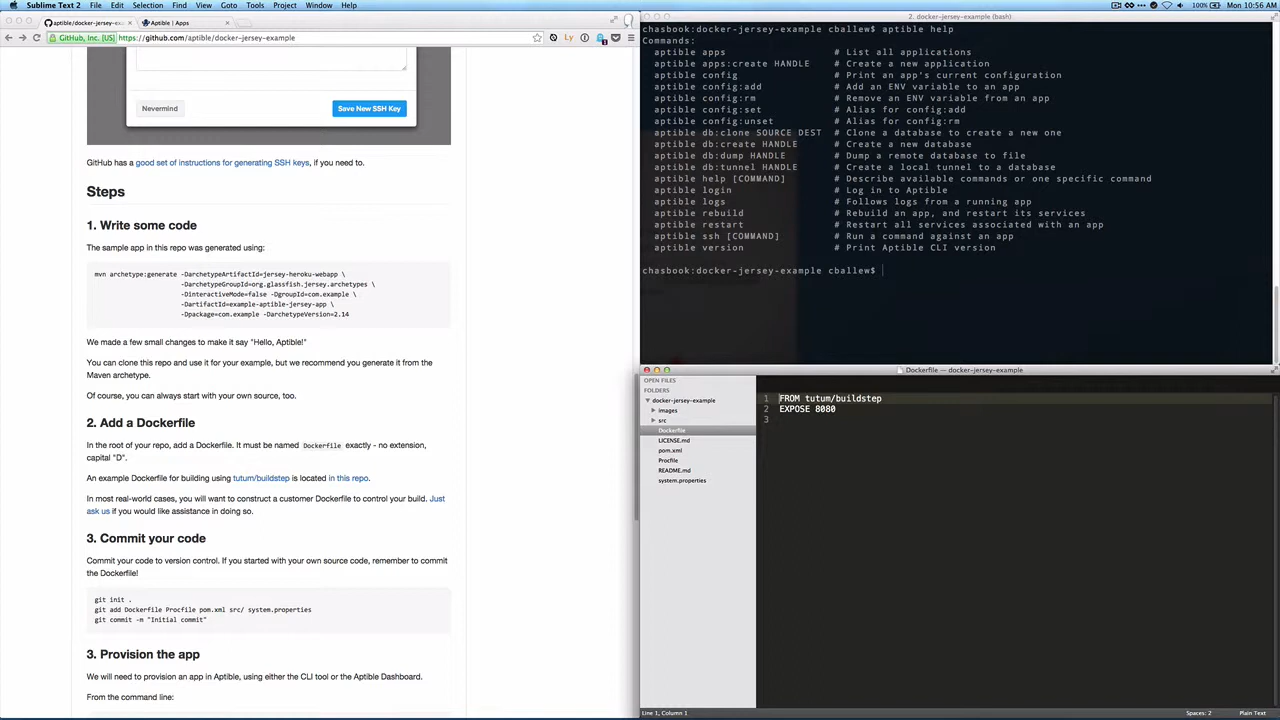 Sublime Text 2 File Edit Selection Find View Goto Tools Project Window Help
100% Mon 10:56 AM
aptible/docker-jersey-exam
Aptible | Apps
GitHub, Inc. [US] https://github.com/aptible/docker-jersey-example
Nevermind
Save New SSH Key
GitHub has a good set of instructions for generating SSH keys, if you need to.
Steps
1. Write some code
The sample app in this repo was generated using:
mvn archetype:generate -DarchetypeArtifactId=jersey-heroku-webapp \
-DarchetypeGroupId=org.glassfish.jersey.archetypes \
-DinteractiveMode=false -DgroupId=com.example \
-DartifactId=example-aptible-jersey-app \
-Dpackage=com.example -DarchetypeVersion=2.14
We made a few small changes to make it say "Hello, Aptible!"
You can clone this repo and use it for your example, but we recommend you generate it from the
Maven archetype.
Of course, you can always start with your own source, too.
2. Add a Dockerfile
In the root of your repo, add a Dockerfile. It must be named Dockerfile exactly - no extension,
capital "D".
An example Dockerfile for building using tutum/buildstep is located in this repo.
In most real-world cases, you will want to construct a customer Dockerfile to control your build. Just
ask us if you would like assistance in doing so.
3. Commit your code
Commit your code to version control. If you started with your own source code, remember to commit
the Dockerfile!
git init .
git add Dockerfile Procfile pom.xml src/ system.properties
git commit -m "Initial commit"
3. Provision the app
We will need to provision an app in Aptible, using either the CLI tool or the Aptible Dashboard.
From the command line:
2. docker-jersey-example (bash)
chasbook:docker-jersey-example cballew$ aptible help
Commands:
aptible apps # List all applications
aptible apps:create HANDLE # Create a new application
aptible config # Print an app's current configuration
aptible config:add # Add an ENV variable to an app
aptible config:rm # Remove an ENV variable from an app
aptible config:set # Alias for config:add
aptible config:unset # Alias for config:rm
aptible db:clone SOURCE DEST # Clone a database to create a new one
aptible db:create HANDLE # Create a new database
aptible db:dump HANDLE # Dump a remote database to file
aptible db:tunnel HANDLE # Create a local tunnel to a database
aptible help [COMMAND] # Describe available commands or one specific command
aptible login # Log in to Aptible
aptible logs # Follows logs from a running app
aptible rebuild # Rebuild an app, and restart its services
aptible restart # Restart all services associated with an app
aptible ssh [COMMAND] # Run a command against an app
aptible version # Print Aptible CLI version
chasbook:docker-jersey-example cballew$
Dockerfile — docker-jersey-example
OPEN FILES
FOLDERS
docker-jersey-example
images
src
Dockerfile
LICENSE.md
pom.xml
Procfile
README.md
system.properties
1 FROM tutum/buildstep
2 EXPOSE 8080
3
Line 1, Column 1
Spaces: 2
Plain Text